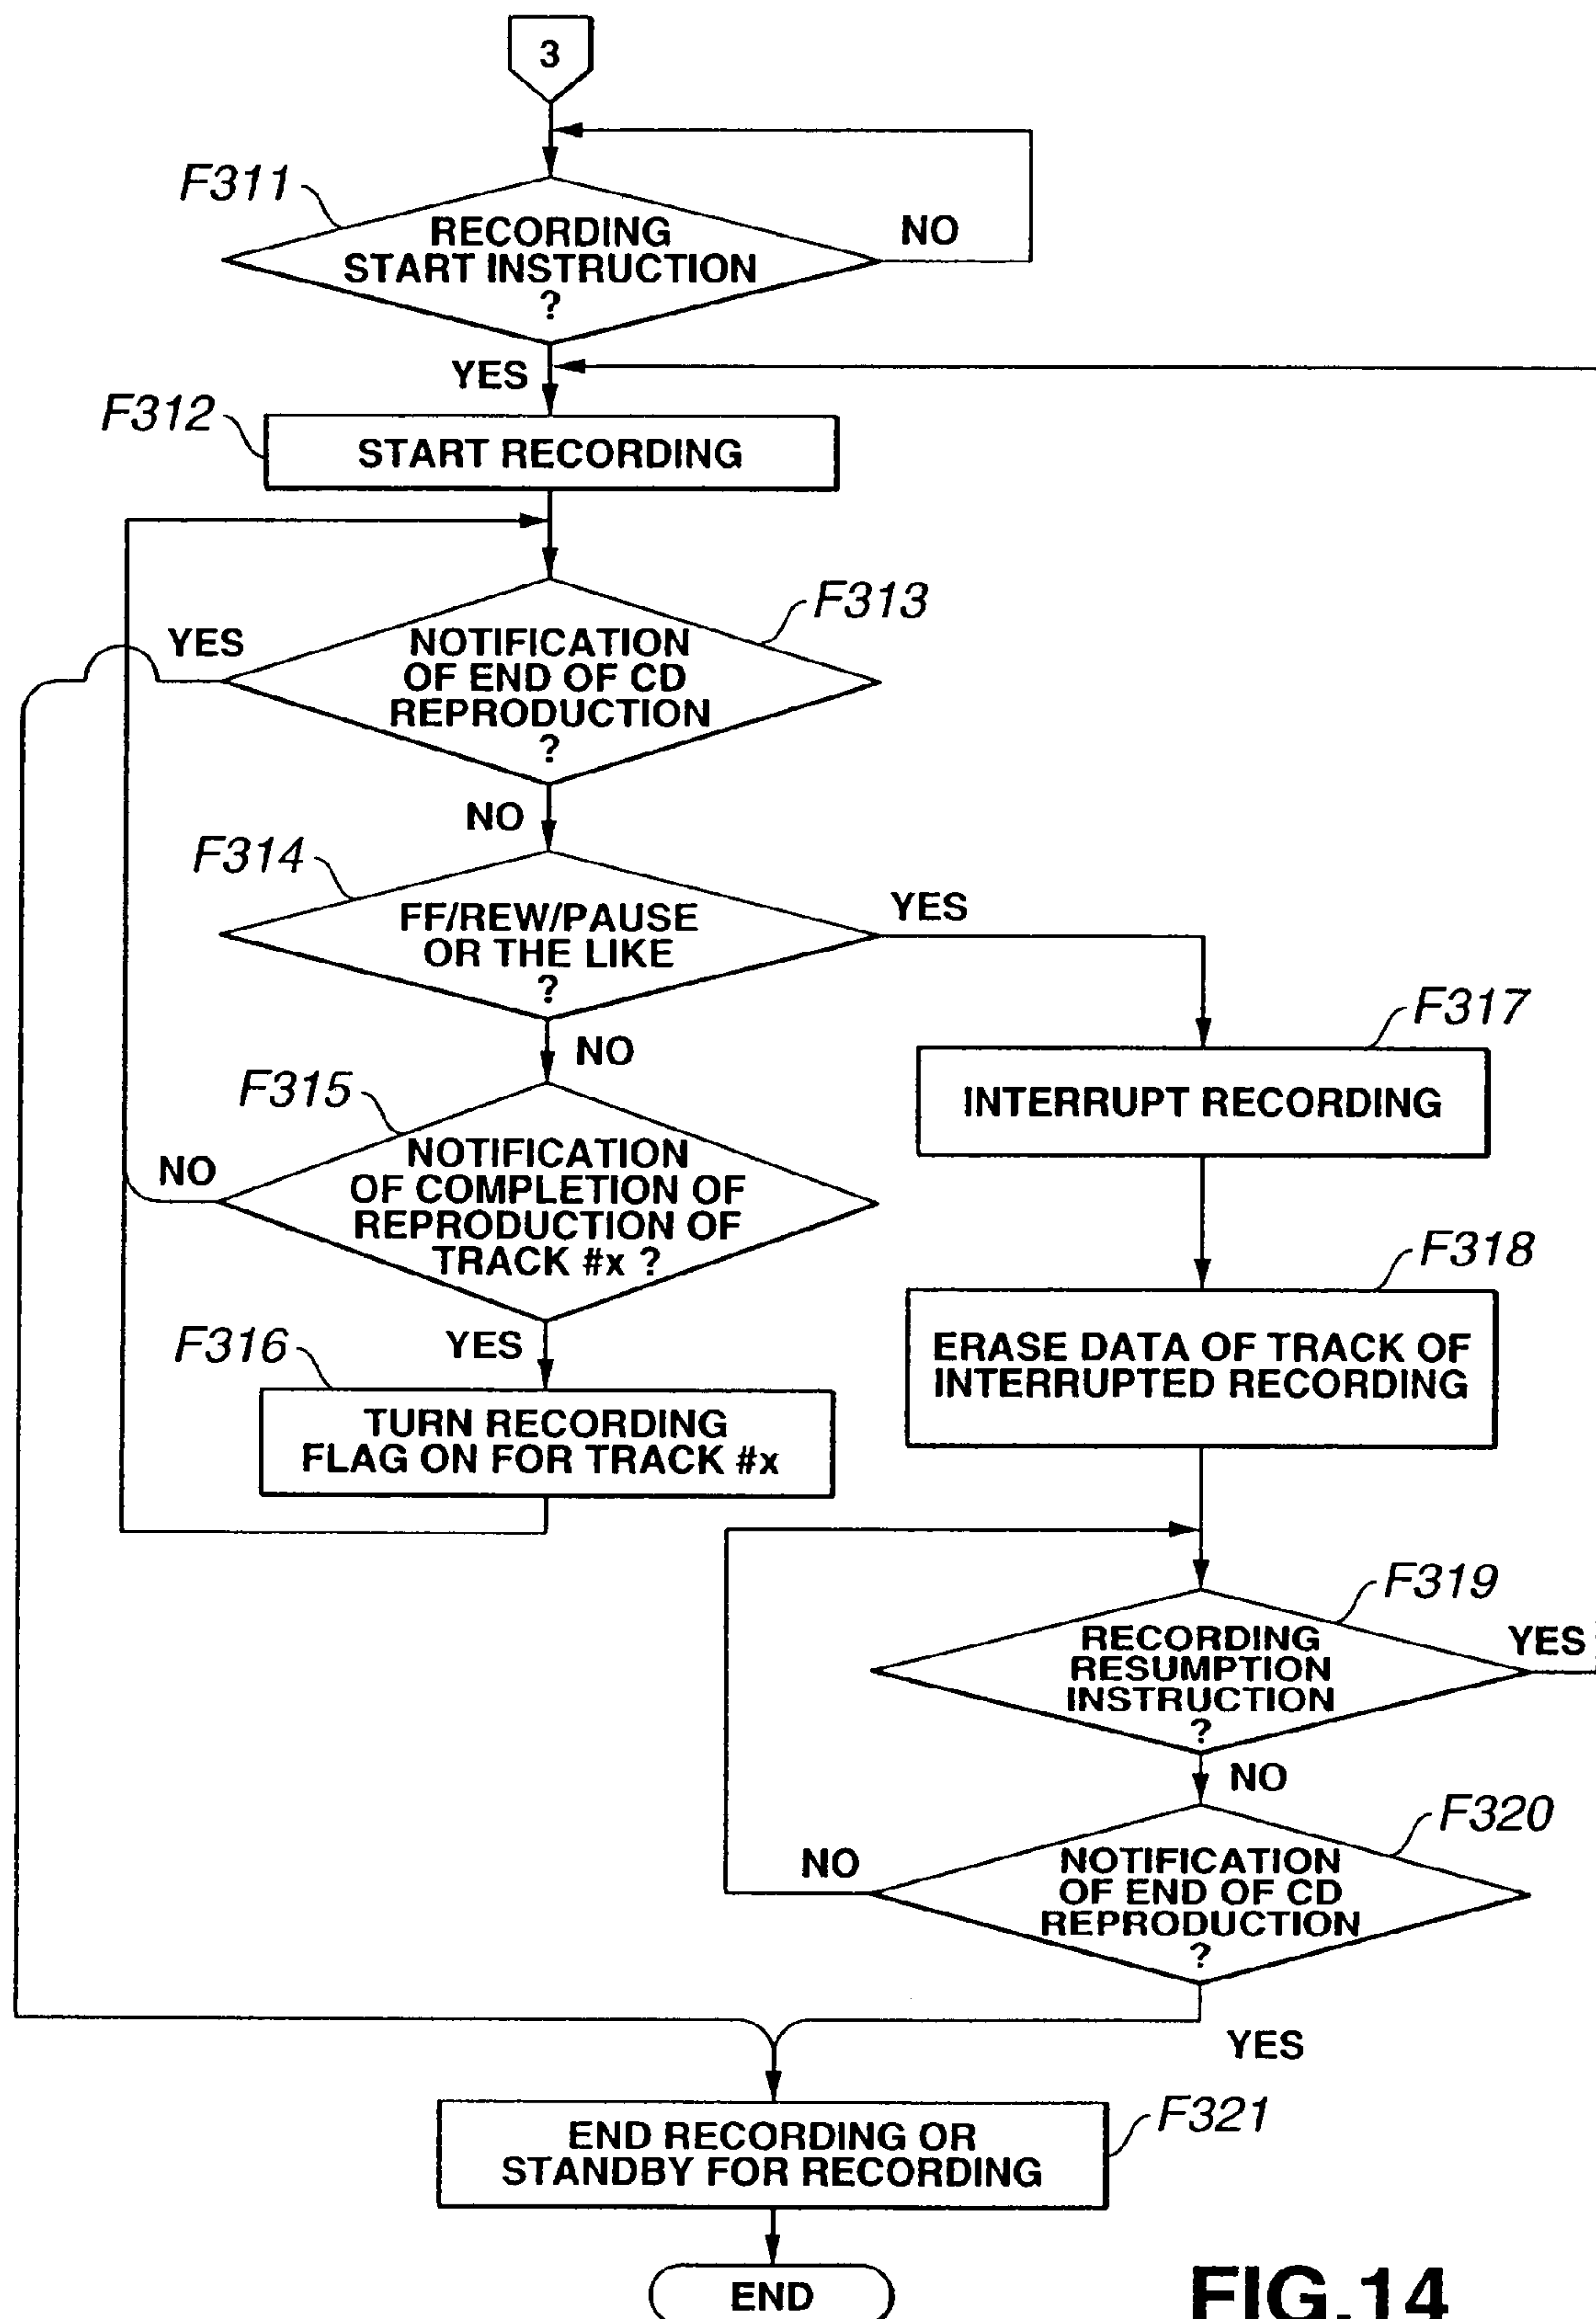 3
F311
RECORDING
START INSTRUCTION
?
NO
YES
F312
START RECORDING
F313
YES
NOTIFICATION
OF END OF CD
REPRODUCTION
?
NO
F314
FF/REW/PAUSE
OR THE LIKE
?
YES
NO
F317
INTERRUPT RECORDING
F315
NOTIFICATION
OF COMPLETION OF
REPRODUCTION OF
TRACK #x ?
NO
YES
F318
ERASE DATA OF TRACK OF
INTERRUPTED RECORDING
F316
TURN RECORDING
FLAG ON FOR TRACK #x
F319
RECORDING
RESUMPTION
INSTRUCTION
?
YES
NO
F320
NOTIFICATION
OF END OF CD
REPRODUCTION
?
NO
YES
F321
END RECORDING OR
STANDBY FOR RECORDING
END
FIG.14